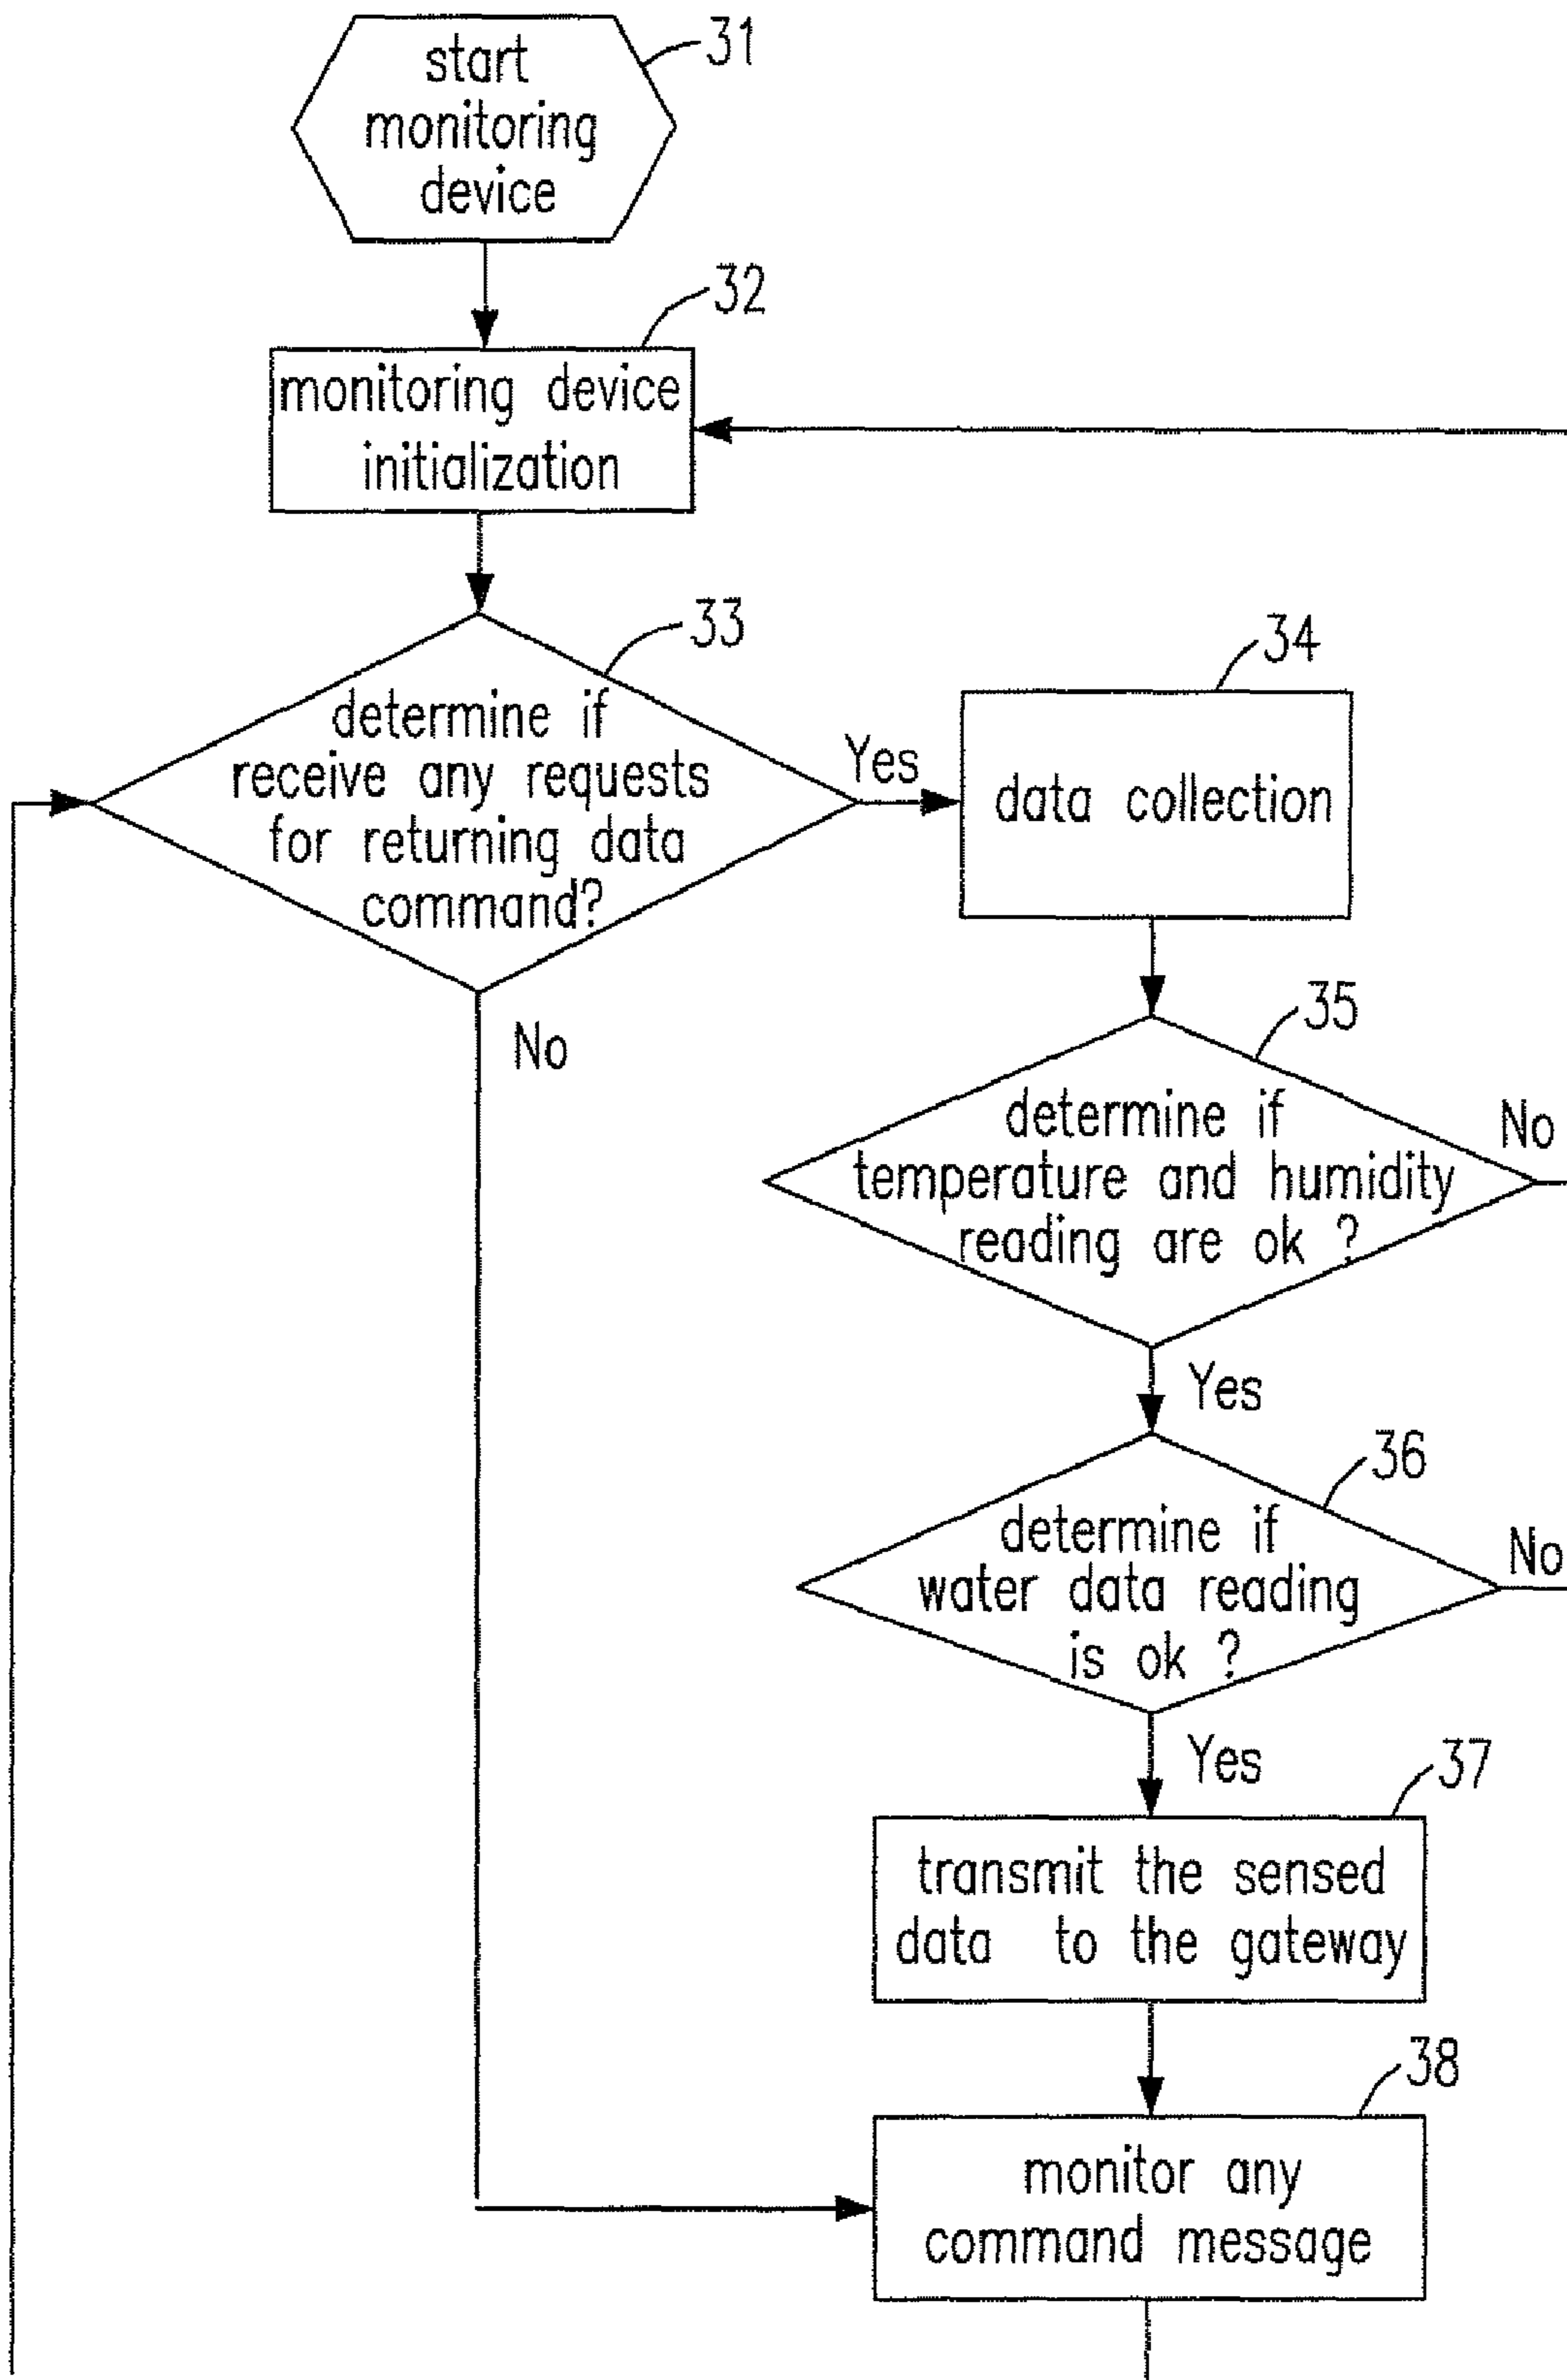 start
monitoring
device
31
32
monitoring device
initialization
33
determine if
receive any requests
for returning data
command?
Yes
No
34
data collection
35
determine if
temperature and humidity
reading are ok ?
No
Yes
36
determine if
water data reading
is ok ?
No
Yes
37
transmit the sensed
data to the gateway
38
monitor any
command message